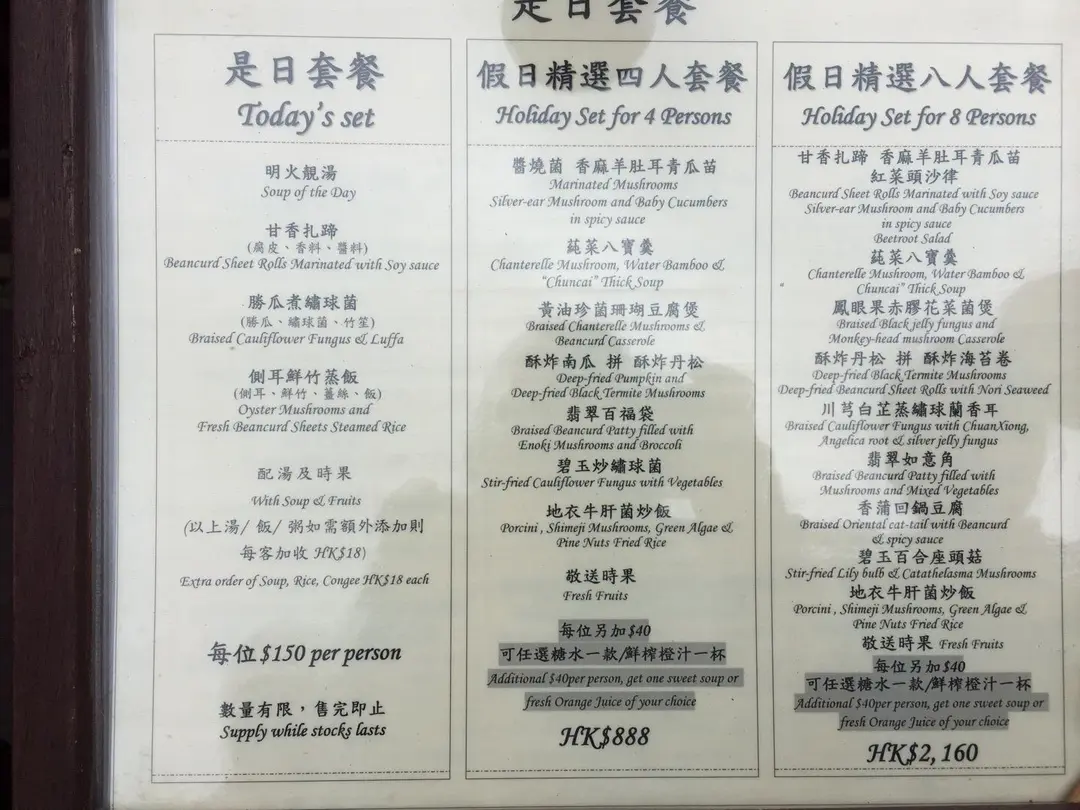 是日套餐
是日套餐
Today's set
明火靚湯
Soup of the Day
甘香扎蹄
(腐皮、香料、醬料)
Beancurd Sheet Rolls Marinated with Soy sauce
勝瓜煮繡球菌
(勝瓜、繡球菌、竹笙)
Braised Cauliflower Fungus & Luffa
側耳鮮竹蒸飯
(側耳、鮮竹、薑絲、飯)
Oyster Mushrooms and
Fresh Beancurd Sheets Steamed Rice
配湯及時果
With Soup & Fruits
(以上湯/ 飯/ 粥如需額外添加則
每客加收 HK$18)
Extra order of Soup, Rice, Congee HK$18 each
每位 $150 per person
數量有限，售完即止
Supply while stocks lasts
假日精選四人套餐
Holiday Set for 4 Persons
醬燒菌 香麻羊肚耳青瓜苗
Marinated Mushrooms
Silver-ear Mushroom and Baby Cucumbers
in spicy sauce
蒓菜八寶羹
Chanterelle Mushroom, Water Bamboo &
"Chuncai" Thick Soup
黃油珍菌珊瑚豆腐煲
Braised Chanterelle Mushrooms &
Beancurd Casserole
酥炸南瓜 拼 酥炸丹松
Deep-fried Pumpkin and
Deep-fried Black Termite Mushrooms
翡翠百福袋
Braised Beancurd Patty filled with
Enoki Mushrooms and Broccoli
碧玉炒繡球菌
Stir-fried Cauliflower Fungus with Vegetables
地衣牛肝菌炒飯
Porcini , Shimeji Mushrooms, Green Algae &
Pine Nuts Fried Rice
敬送時果
Fresh Fruits
每位另加 $40
可任選糖水一款/鮮榨橙汁一杯
Additional $40per person, get one sweet soup or
fresh Orange Juice of your choice
HK$888
假日精選八人套餐
Holiday Set for 8 Persons
甘香扎蹄 香麻羊肚耳青瓜苗
紅菜頭沙律
Beancurd Sheet Rolls Marinated with Soy sauce
Silver-ear Mushroom and Baby Cucumbers
in spicy sauce
Beetroot Salad
蒓菜八寶羹
Chanterelle Mushroom, Water Bamboo &
Chuncai" Thick Soup
鳳眼果赤膠花菜菌煲
Braised Black jelly fungus and
Monkey-head mushroom Casserole
酥炸丹松 拼 酥炸海苔卷
Deep-fried Black Termite Mushrooms
Deep-fried Beancurd Sheet Rolls with Nori Seaweed
川芎白芷蒸繡球蘭香耳
Braised Cauliflower Fungus with ChuanXiong,
Angelica root & silver jelly fungus
翡翠如意角
Braised Beancurd Patty filled with
Mushrooms and Mixed Vegetables
香蒲回鍋豆腐
Braised Oriental cat-tail with Beancurd
& spicy sauce
碧玉百合座頭菇
Stir-fried Lily bulb & Catathelasma Mushrooms
地衣牛肝菌炒飯
Porcini , Shimeji Mushrooms, Green Algae &
Pine Nuts Fried Rice
敬送時果 Fresh Fruits
每位另加 $40
可任選糖水一款/鮮榨橙汁一杯
Additional $40per person, get one sweet soup or
fresh Orange Juice of your choice
HK$2,160